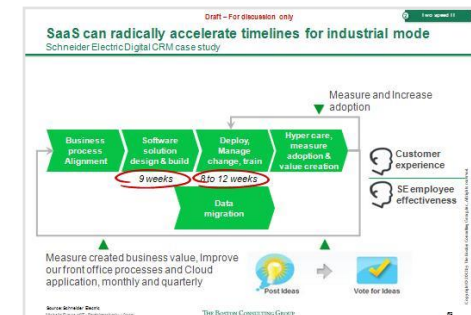 Draft – For discussion only
Two speed IT
SaaS can radically accelerate timelines for industrial mode
Schneider Electric Digital CRM case study
Measure and Increase
adoption
Business
process
Alignment
Software
solution
design & build
Deploy,
Manage
change, train
Hyper care,
measure
adoption &
value creation
9 weeks
8 to 12 weeks
Data
migration
Customer
experience
SE employee
effectiveness
Measure created business value, Improve
our front office processes and Cloud
application, monthly and quarterly
Post Ideas
Vote for Ideas
Source: Schneider Electric
THE BOSTON CONSULTING GROUP